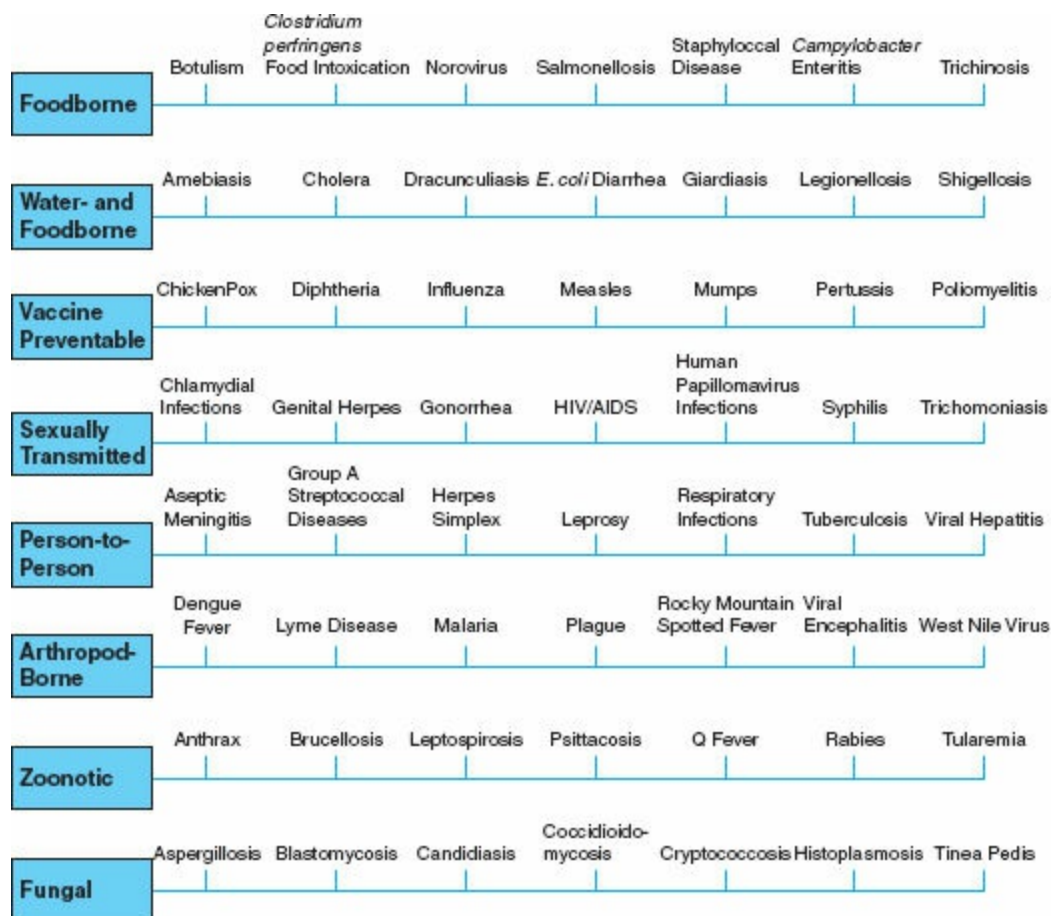 Clostridium
perfringens
Botulism Food Intoxication Norovirus Salmonellosis Staphyloccal Disease Campylobacter Enteritis Trichinosis
Foodborne
Amebiasis Cholera Dracunculiasis E. coli Diarrhea Giardiasis Legionellosis Shigellosis
Water- and
Foodborne
ChickenPox Diphtheria Influenza Measles Mumps Pertussis Poliomyelitis
Vaccine
Preventable
Chlamydial
Infections Genital Herpes Gonorrhea HIV/AIDS Human Papillomavirus Infections Syphilis Trichomoniasis
Sexually
Transmitted
Aseptic
Meningitis Group A Streptococcal Diseases Herpes Simplex Leprosy Respiratory Infections Tuberculosis Viral Hepatitis
Person-to-
Person
Dengue
Fever Lyme Disease Malaria Plague Rocky Mountain Spotted Fever Viral Encephalitis West Nile Virus
Arthropod-
Borne
Anthrax Brucellosis Leptospirosis Psittacosis Q Fever Rabies Tularemia
Zoonotic
Aspergillosis Blastomycosis Candidiasis Coccidioido- mycosis Cryptococcosis Histoplasmosis Tinea Pedis
Fungal